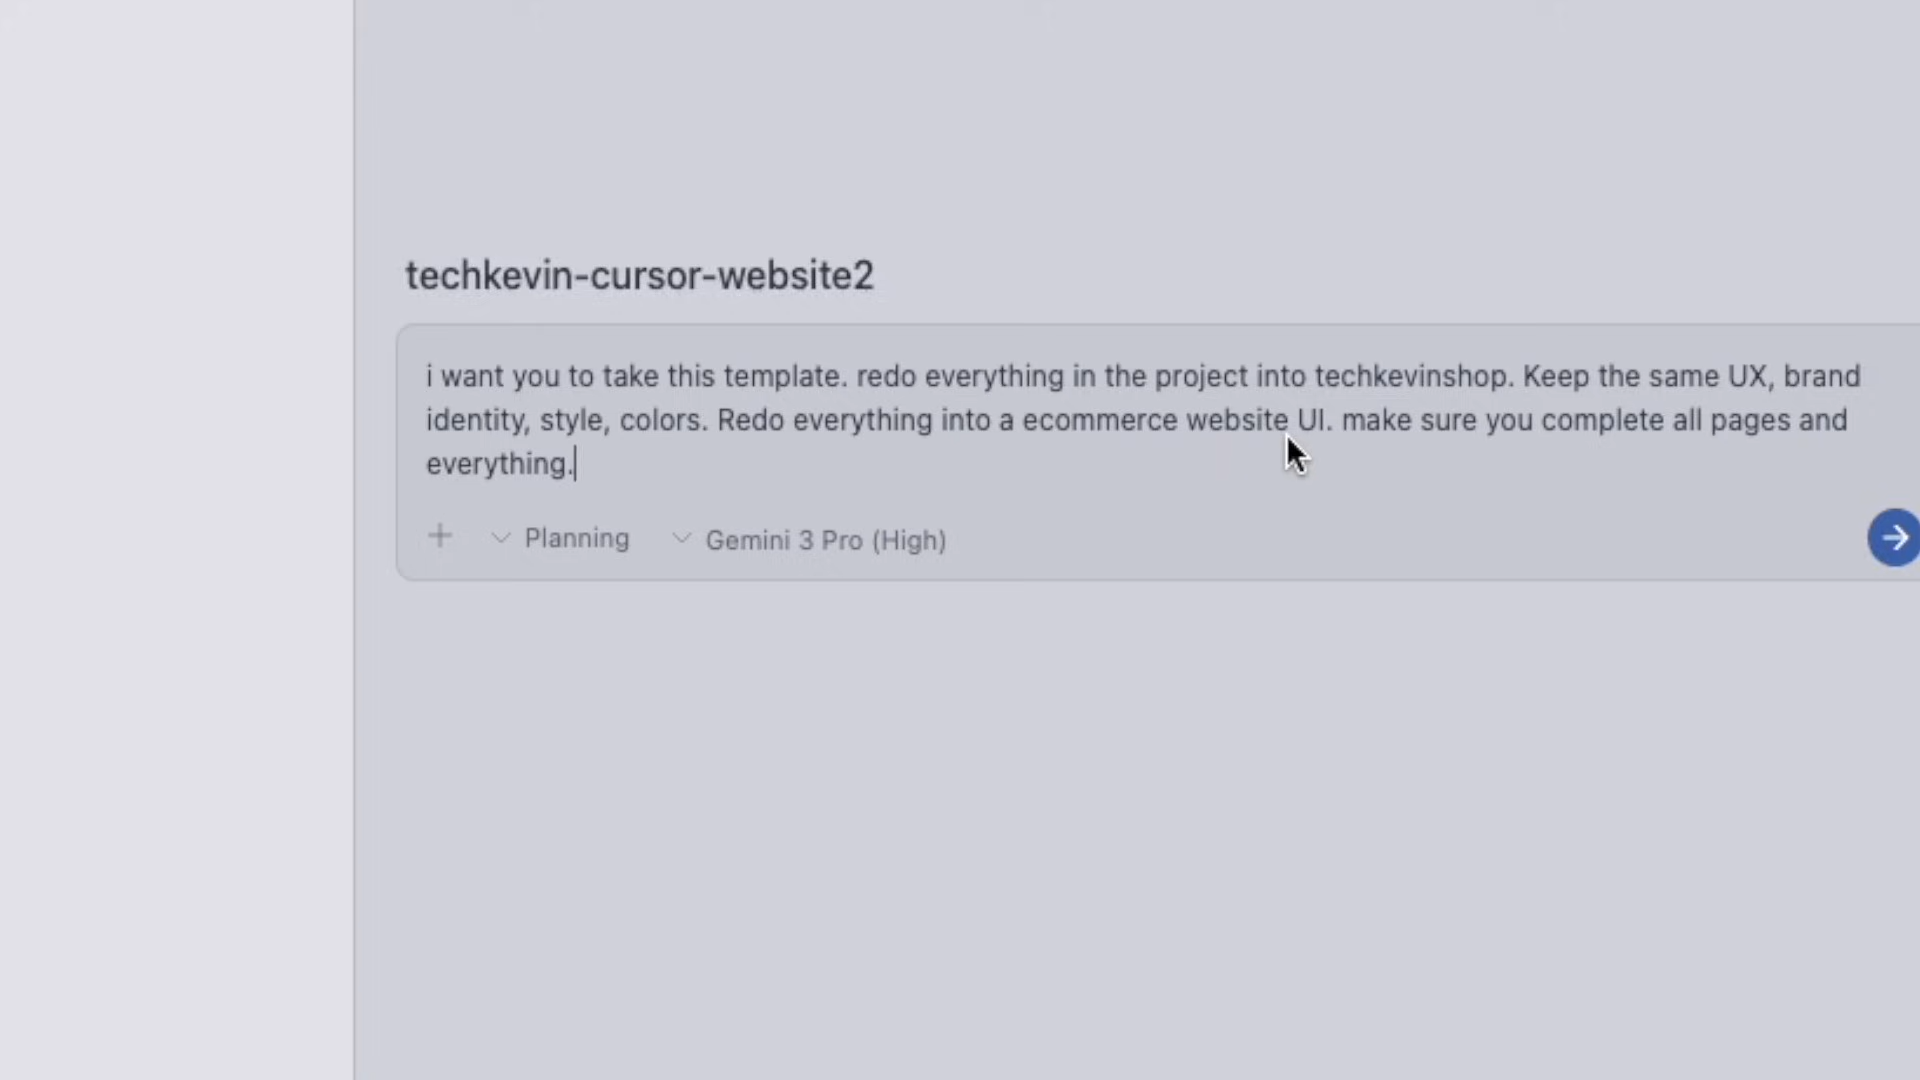 techkevin-cursor-website2
i want you to take this template. redo everything in the project into techkevinshop. Keep the same UX, brand
identity, style, colors. Redo everything into a ecommerce website UI. make sure you complete all pages and
everything.
Planning
Gemini 3 Pro (High)